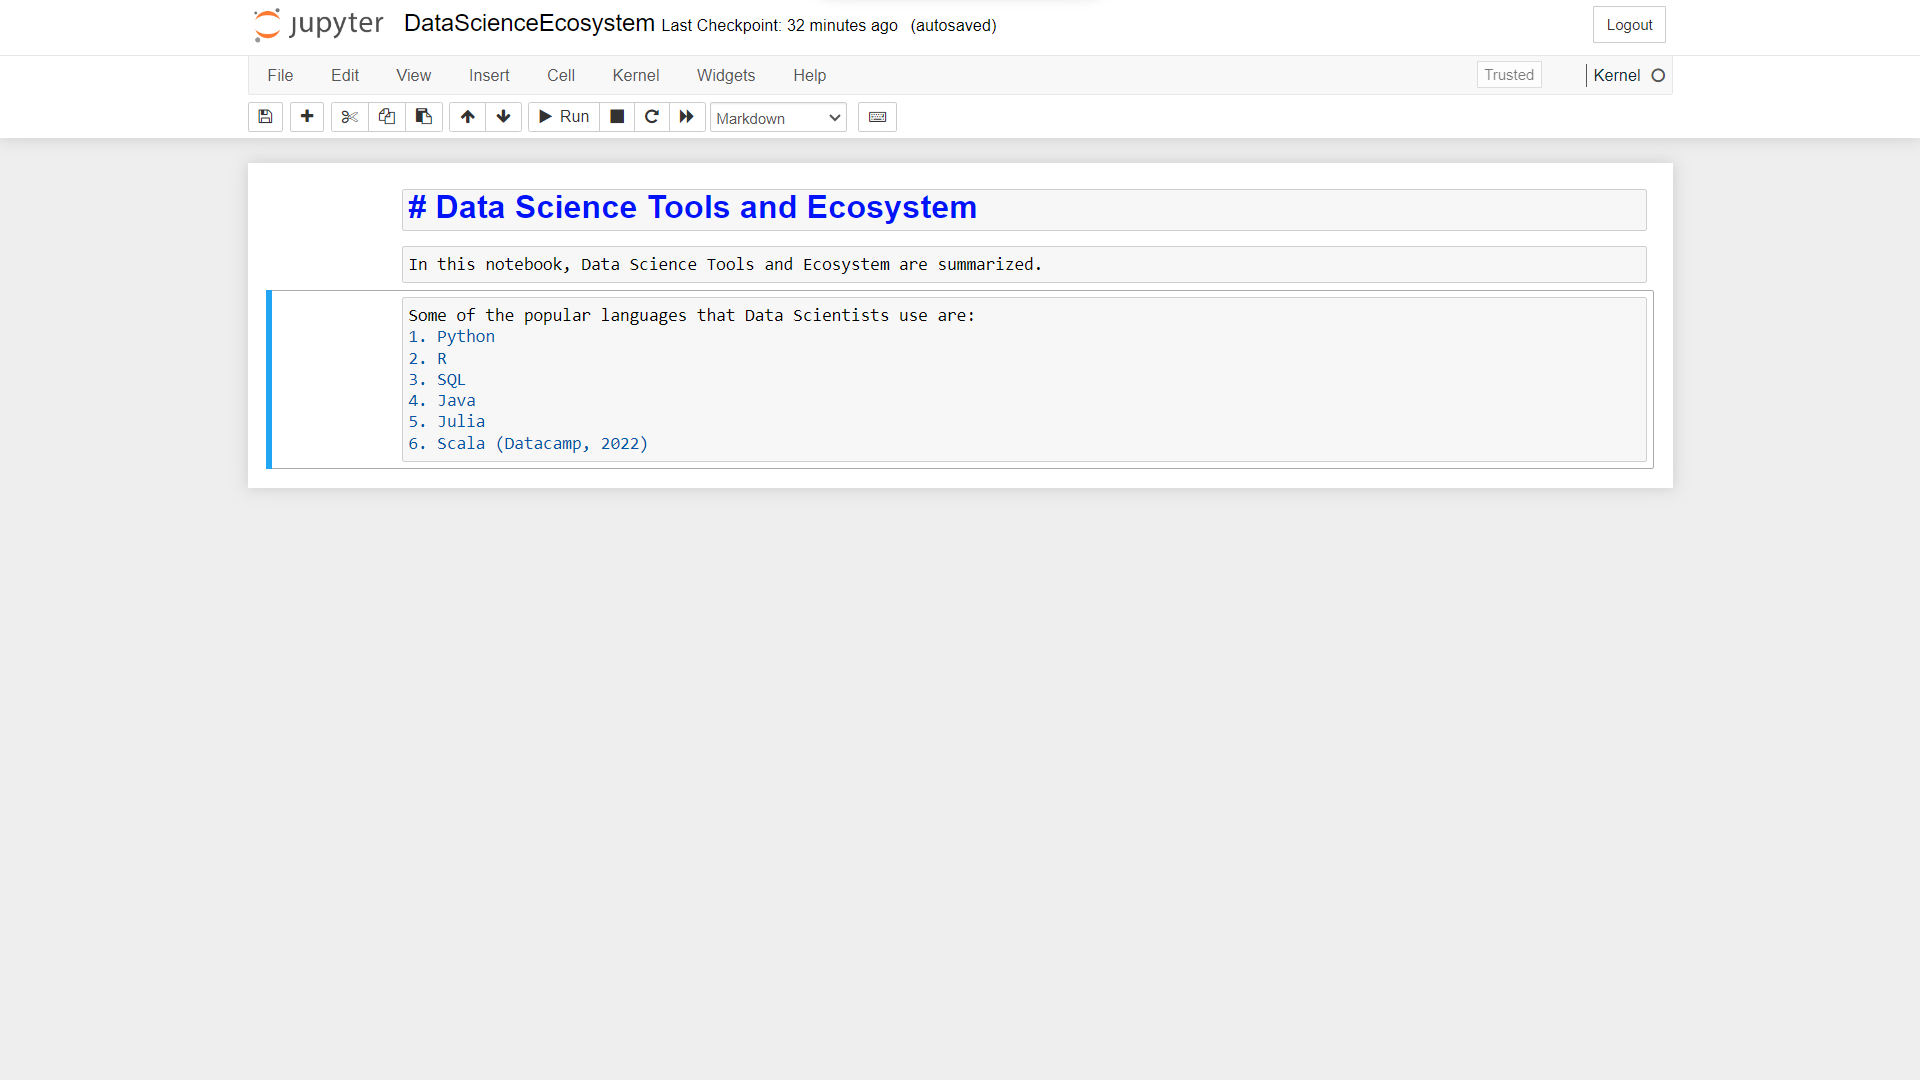 jupyter DataScienceEcosystem Last Checkpoint: 32 minutes ago (autosaved) Logout
File Edit View Insert Cell Kernel Widgets Help Trusted Kernel
Run Markdown
# Data Science Tools and Ecosystem
In this notebook, Data Science Tools and Ecosystem are summarized.
Some of the popular languages that Data Scientists use are:
1. Python
2. R
3. SQL
4. Java
5. Julia
6. Scala (Datacamp, 2022)